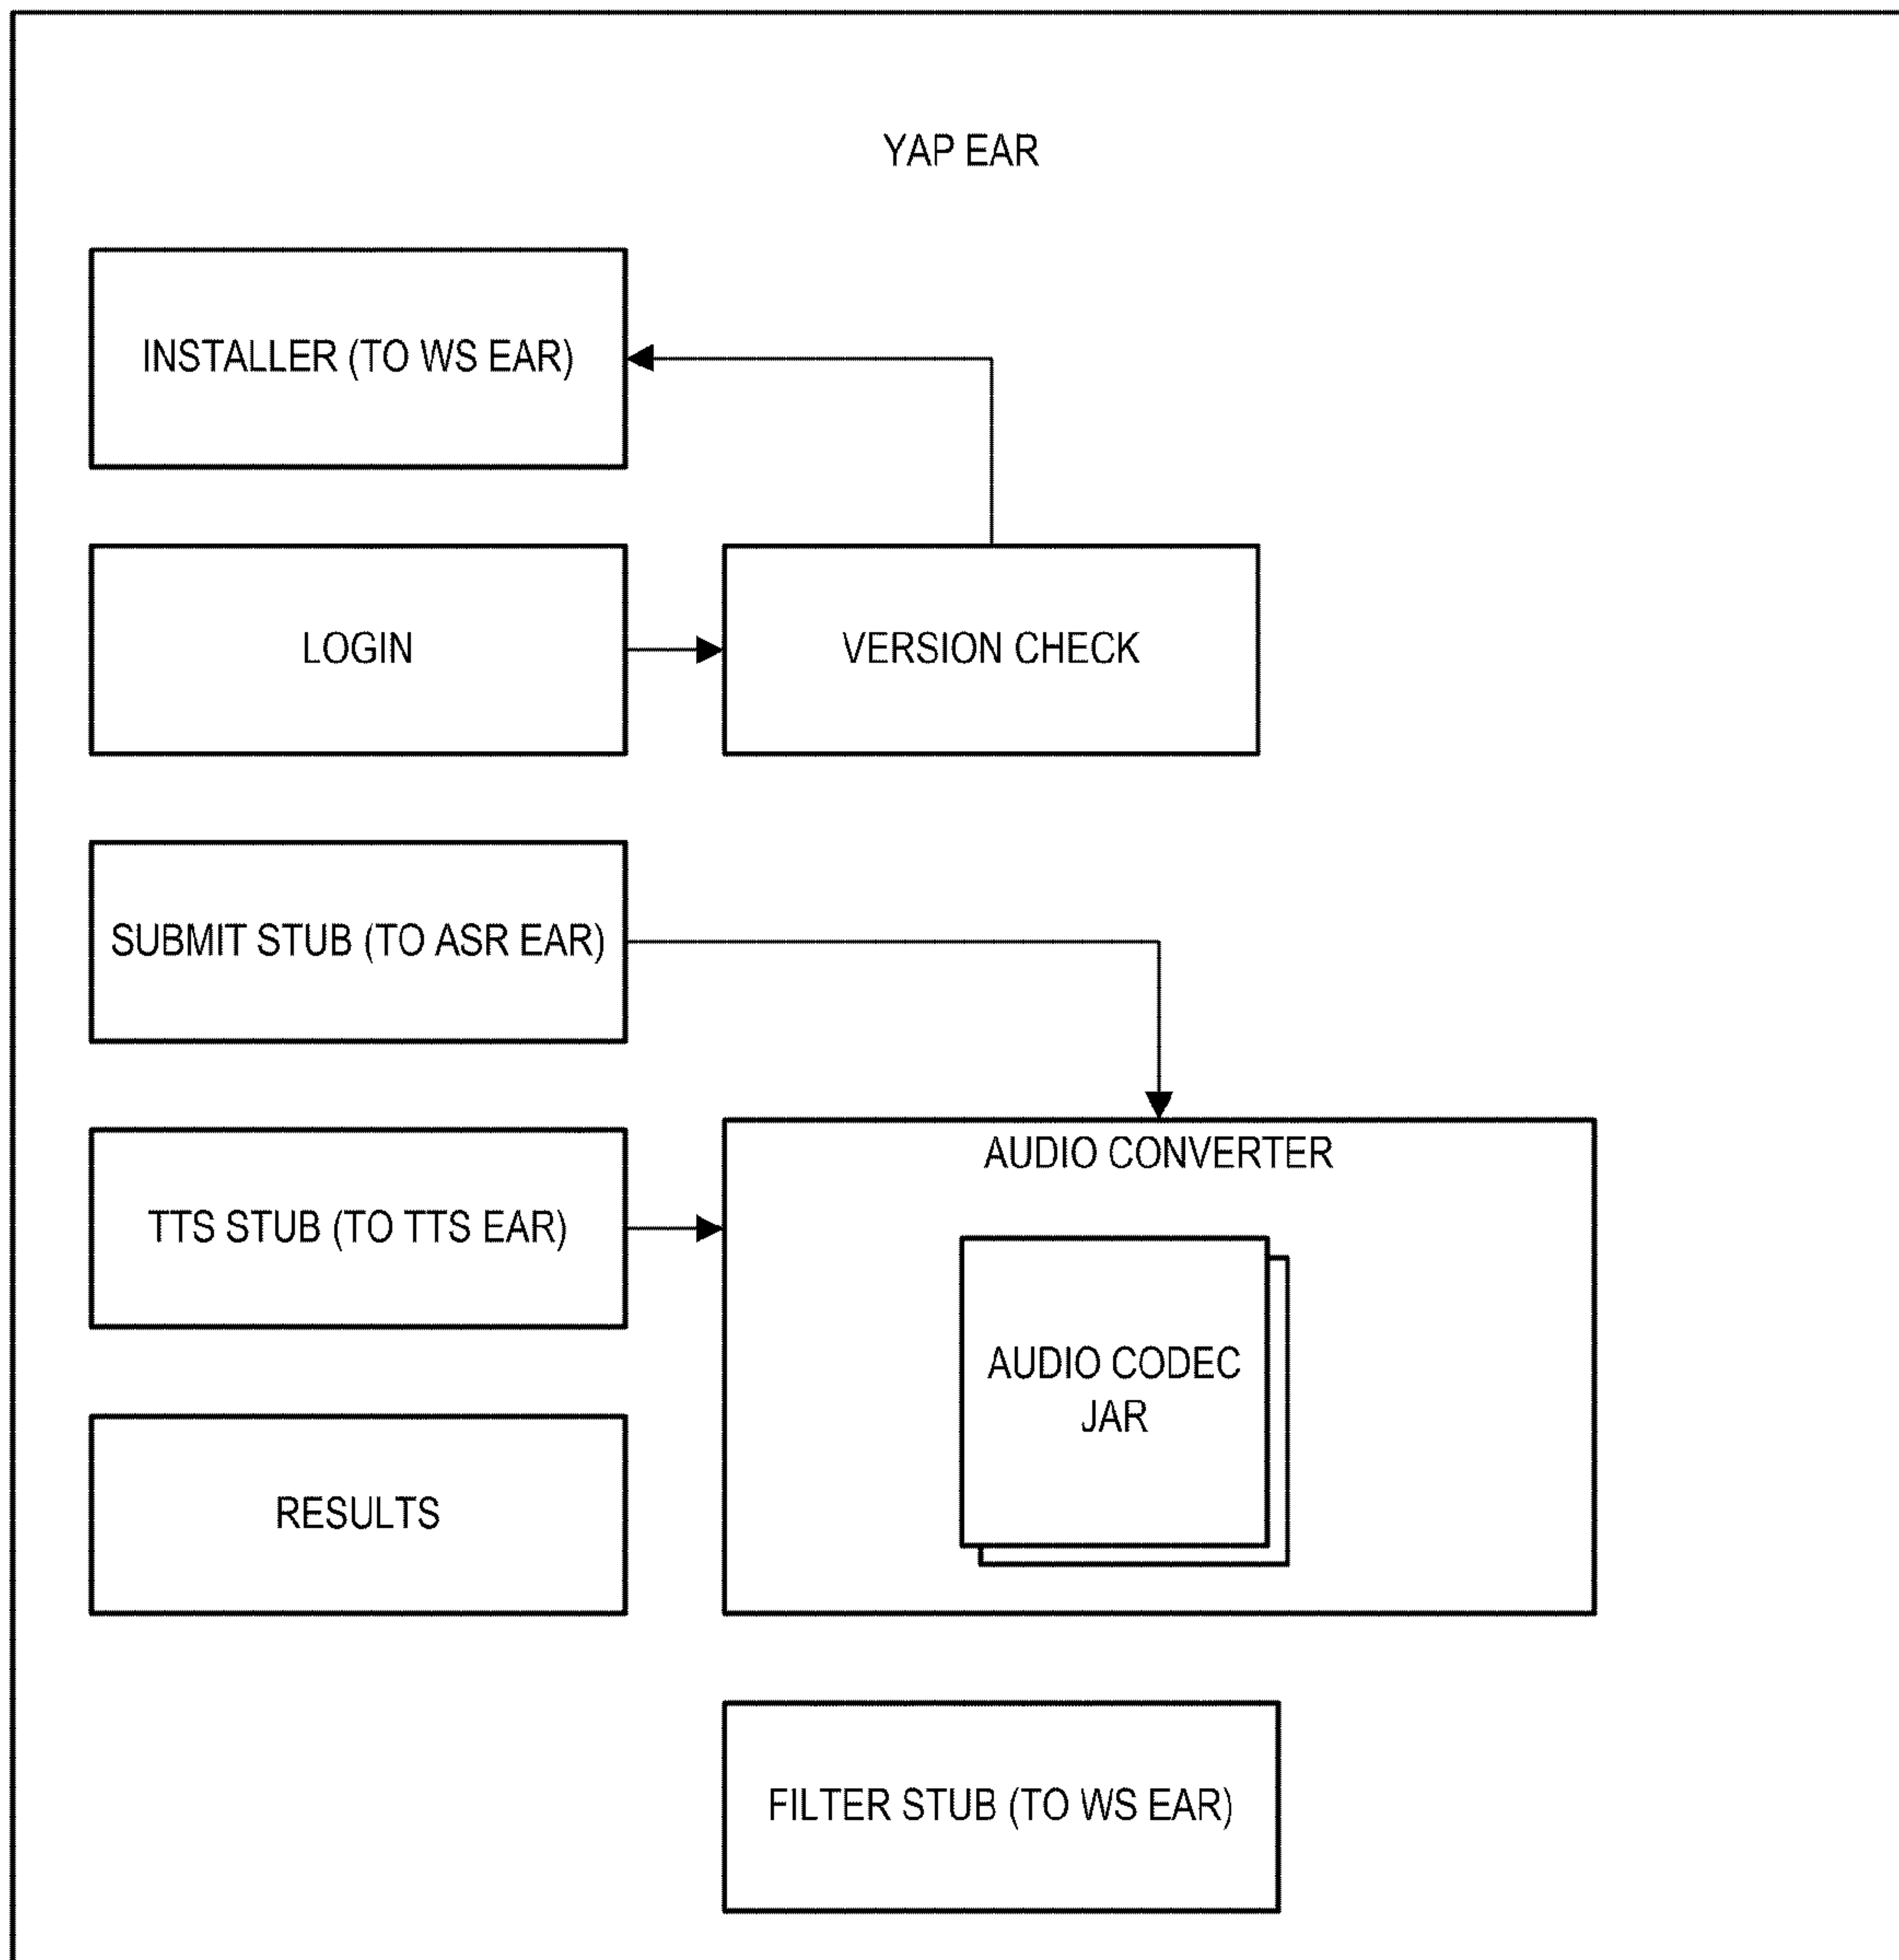 YAP EAR
INSTALLER (TO WS EAR)
LOGIN
VERSION CHECK
SUBMIT STUB (TO ASR EAR)
AUDIO CONVERTER
TTS STUB (TO TTS EAR)
AUDIO CODEC
JAR
RESULTS
FILTER STUB (TO WS EAR)